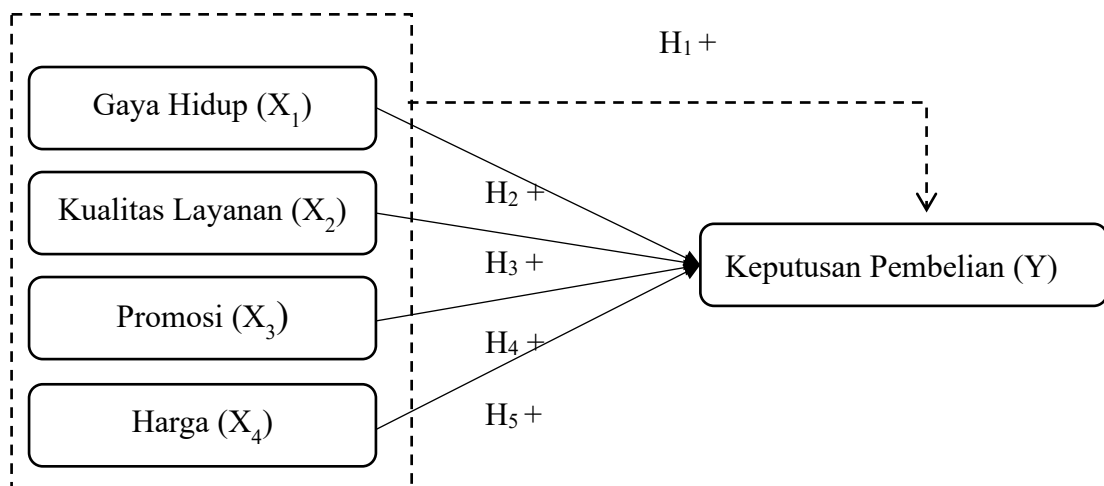 H₁ +
Gaya Hidup (X₁)
H₂ +
Kualitas Layanan (X₂)
H₃ +
Keputusan Pembelian (Y)
Promosi (X₃)
H₄ +
Harga (X₄)
H₅ +